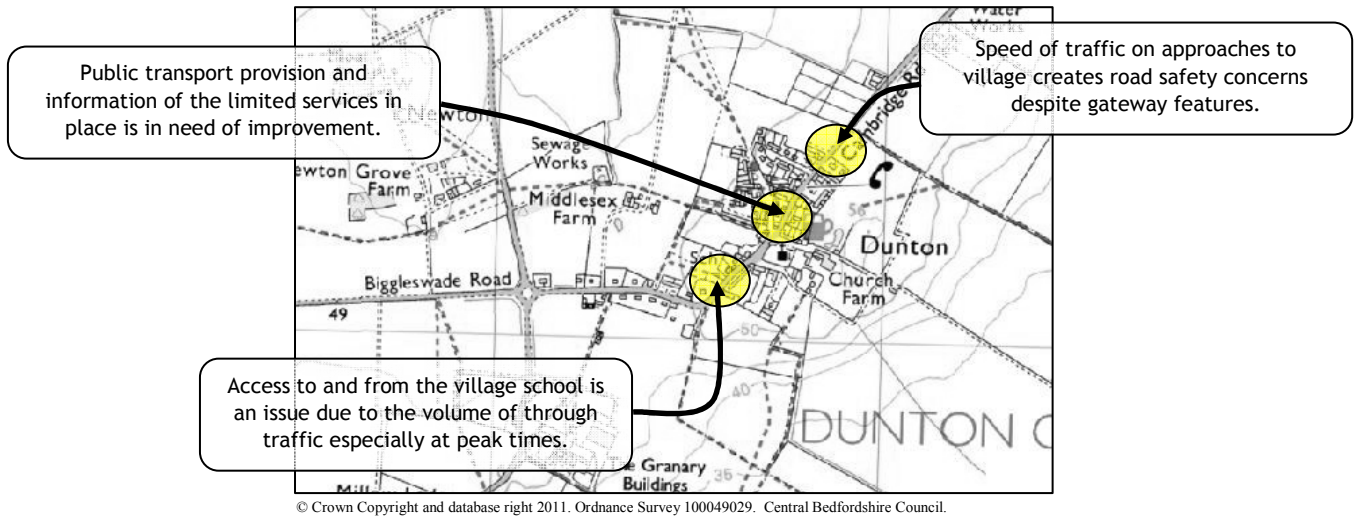 Public transport provision and
information of the limited services in
place is in need of improvement.
Speed of traffic on approaches to
village creates road safety concerns
despite gateway features.
Access to and from the village school is
an issue due to the volume of through
traffic especially at peak times.
Water
Works
Newton
Sewage
Works
Grove
Farm
Middlesex
Farm
56
Dunton
Church
Farm
Sch
Biggleswade Road
49
50
40
DUNTON
35
Granary
Buildings
© Crown Copyright and database right 2011. Ordnance Survey 100049029. Central Bedfordshire Council.